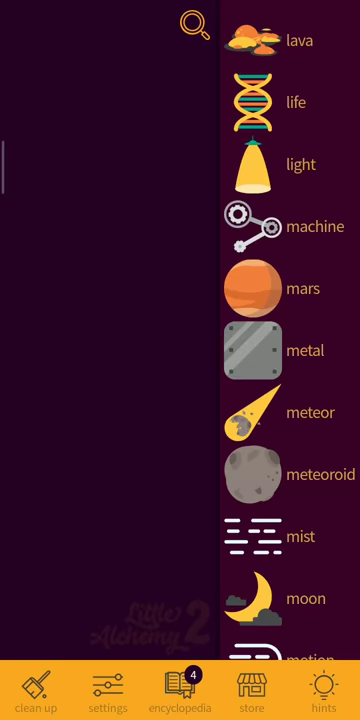 lava
life
light
machine
mars
metal
meteor
meteoroid
mist
moon
motion
Little
Alchemy 2
4
clean up
settings
encyclopedia
store
hints